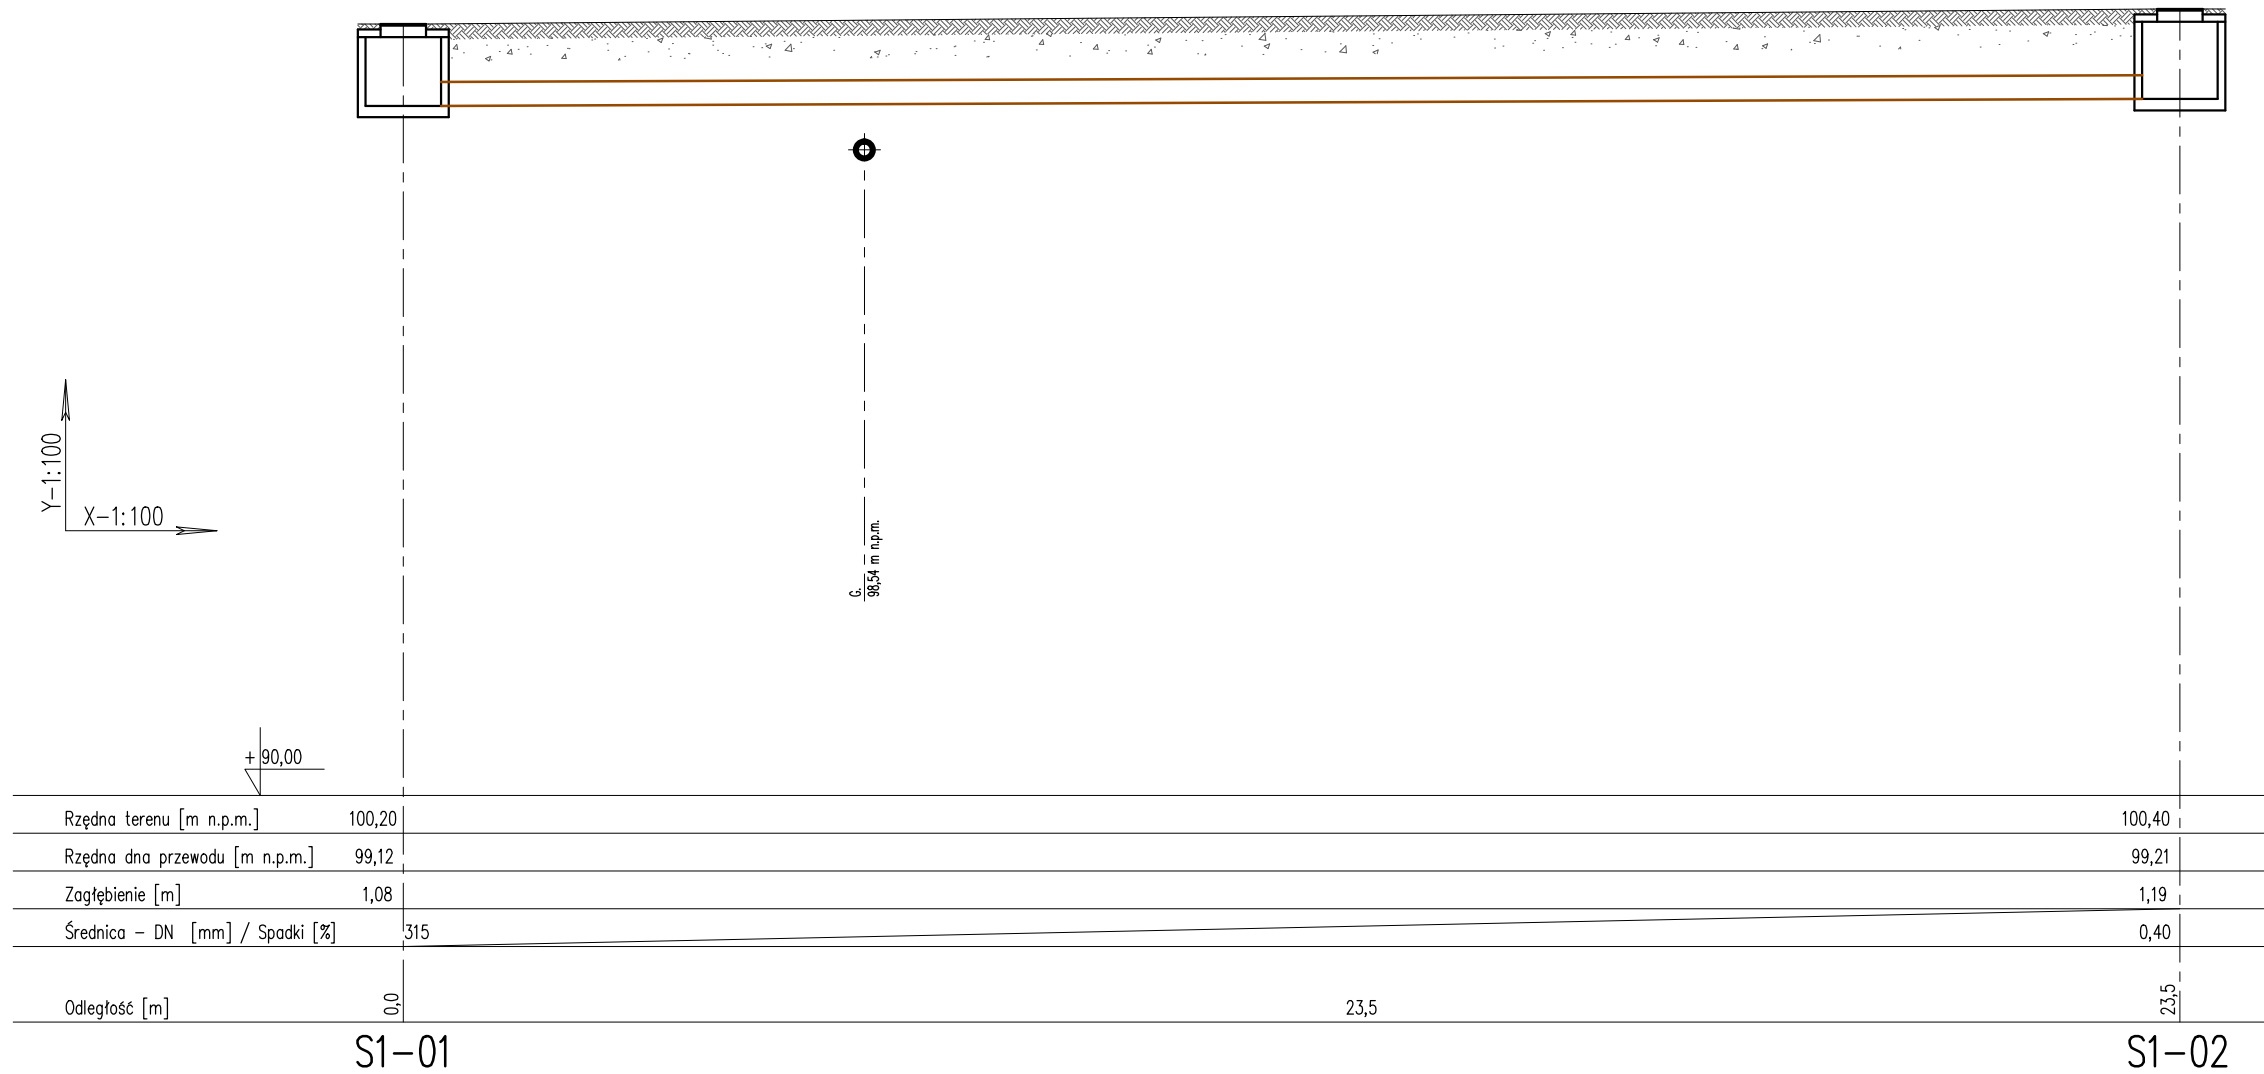 Y-1:100
X-1:100
G.
98,54 m n.p.m.
+90,00
Rzędna terenu [m n.p.m.] 100,20 100,40
Rzędna dna przewodu [m n.p.m.] 99,12 99,21
Zagłębienie [m] 1,08 1,19
Średnica - DN [mm] / Spadki [%] 315 0,40
Odległość [m] 0,0 23,5 23,5
S1-01 S1-02